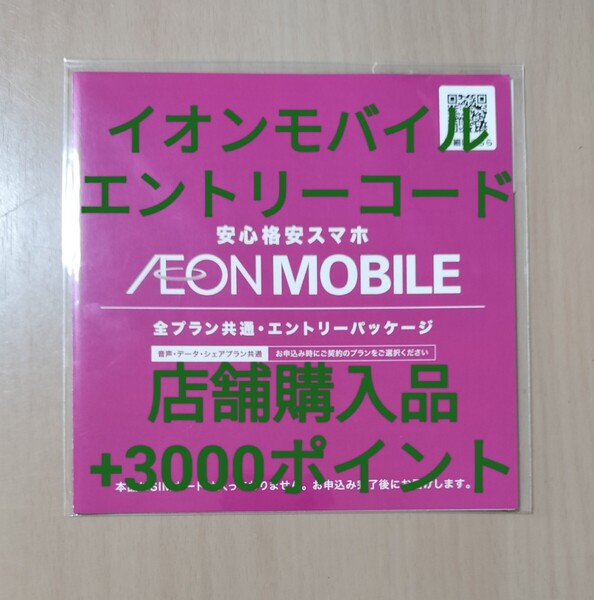 イオンモバイル
エントリーコード
安心格安スマホ
ÆON MOBILE
全プラン共通・エントリーパッケージ
音声・データ・シェアプラン共通 お申込み時にご契約のプランをご選択ください
店舗購入品
+3000ポイント
お申込み完了後にお届けします。